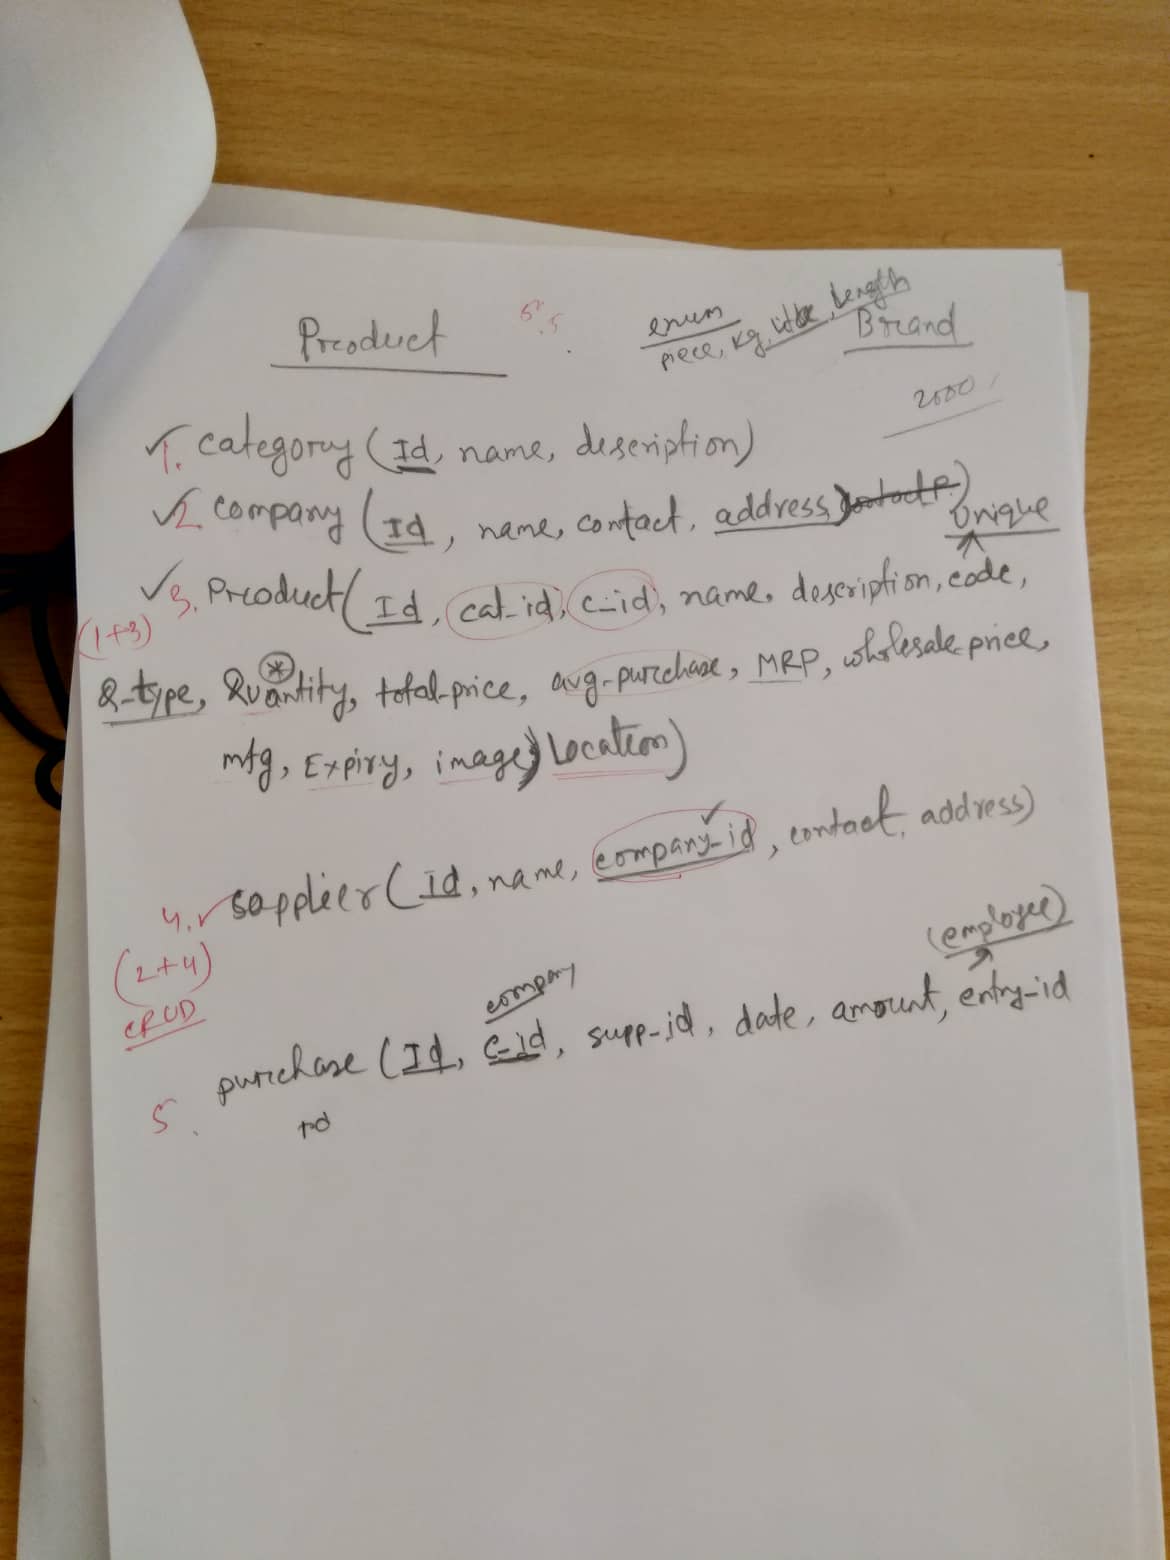 Product
5.5
enum
piece, kg, litre, Length
Brand
2000
1. Category (Id, name, description)
2. Company (Id, name, contact, address)
Unique
3. Product (Id, cat-id, c-id, name, description, code,
(1+3)
Q-type, Quantity, total-price, avg-purchase, MRP, wholesale-price,
mfg, Expiry, image, Location)
4. supplier (id, name, company-id, contact, address)
(2+4)
CRUD
(employee)
company
5. purchase (Id, c-id, supp-id, date, amount, entry-id